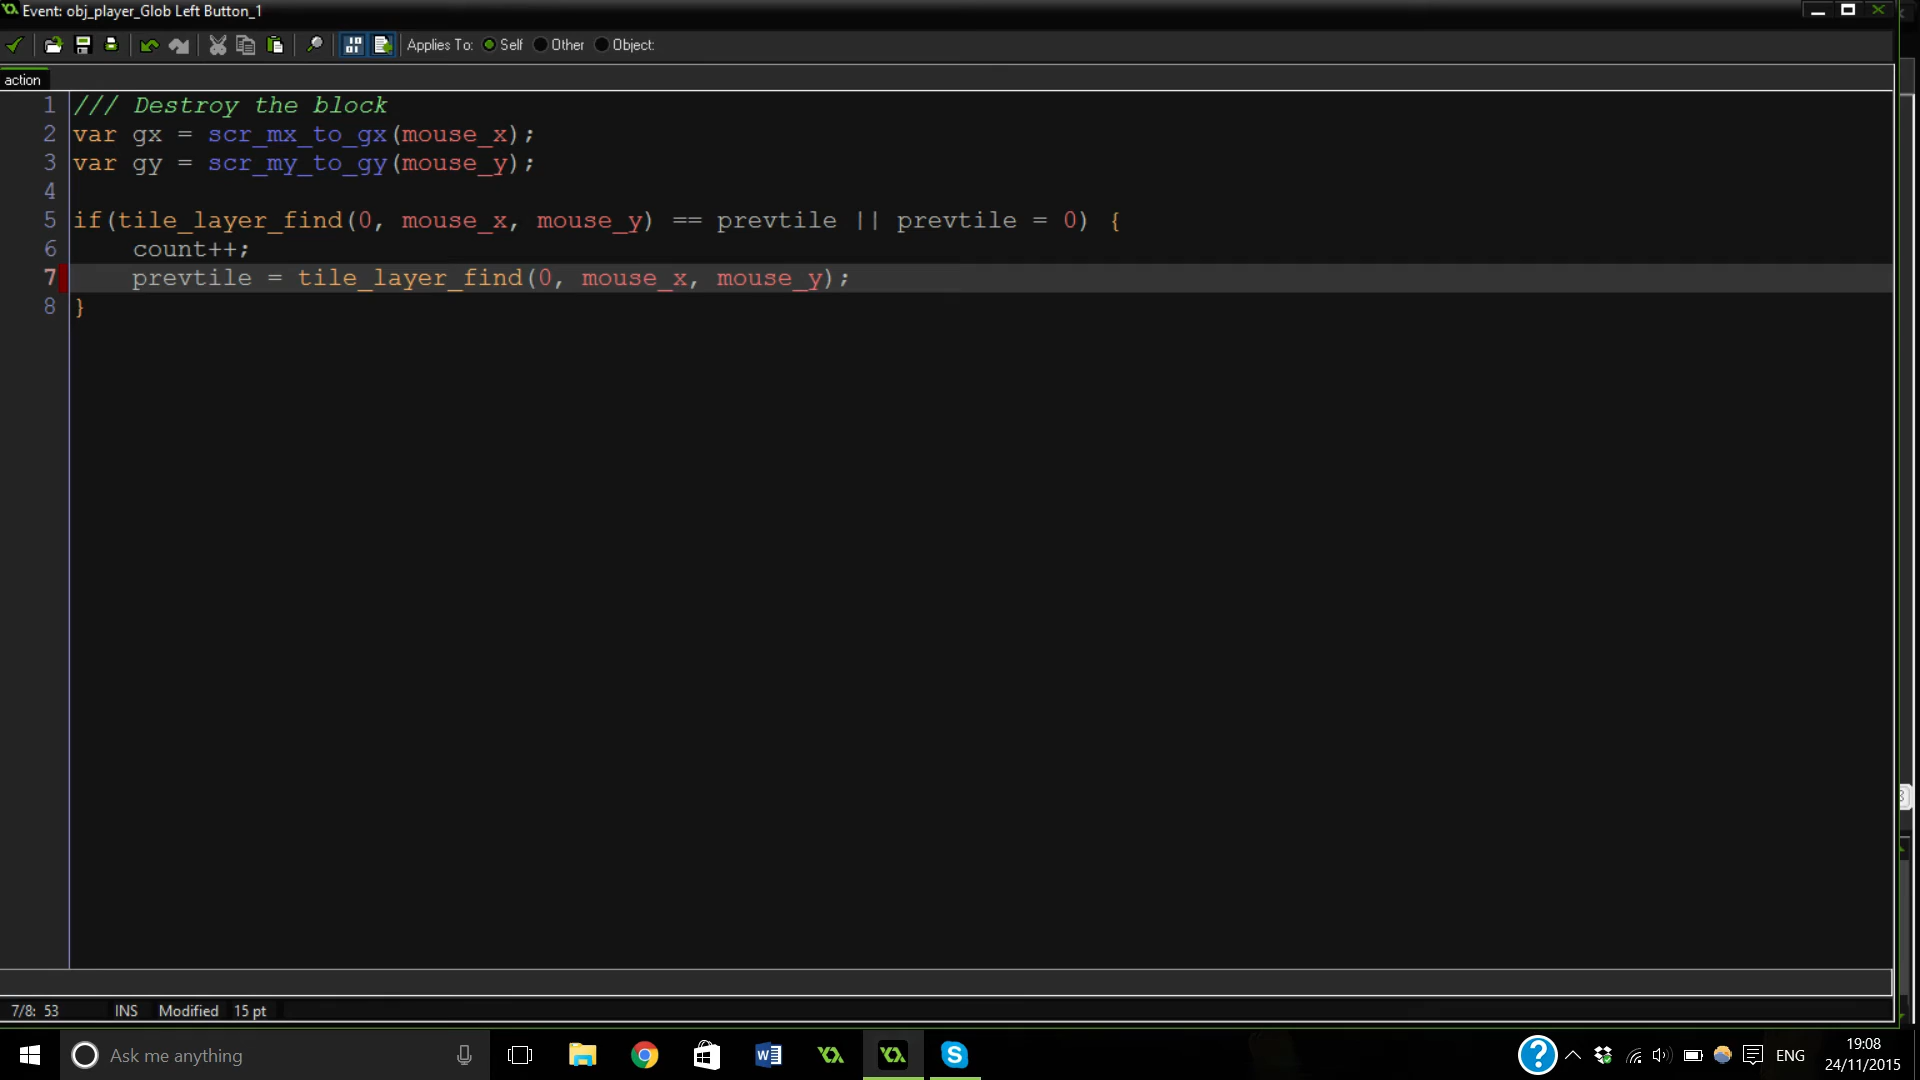 Event: obj_player_Glob Left Button_1
Applies To: Self Other Object:
action
1 /// Destroy the block
2 var gx = scr_mx_to_gx(mouse_x);
3 var gy = scr_my_to_gy(mouse_y);
4
5 if(tile_layer_find(0, mouse_x, mouse_y) == prevtile || prevtile = 0) {
6 count++;
7 prevtile = tile_layer_find(0, mouse_x, mouse_y);
8 }
7/8: 53 INS Modified 15 pt
Ask me anything
ENG
19:08
24/11/2015